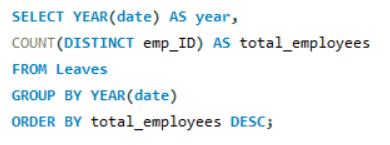 SELECT YEAR(date) AS year,
COUNT(DISTINCT emp_ID) AS total_employees
FROM Leaves
GROUP BY YEAR(date)
ORDER BY total_employees DESC;